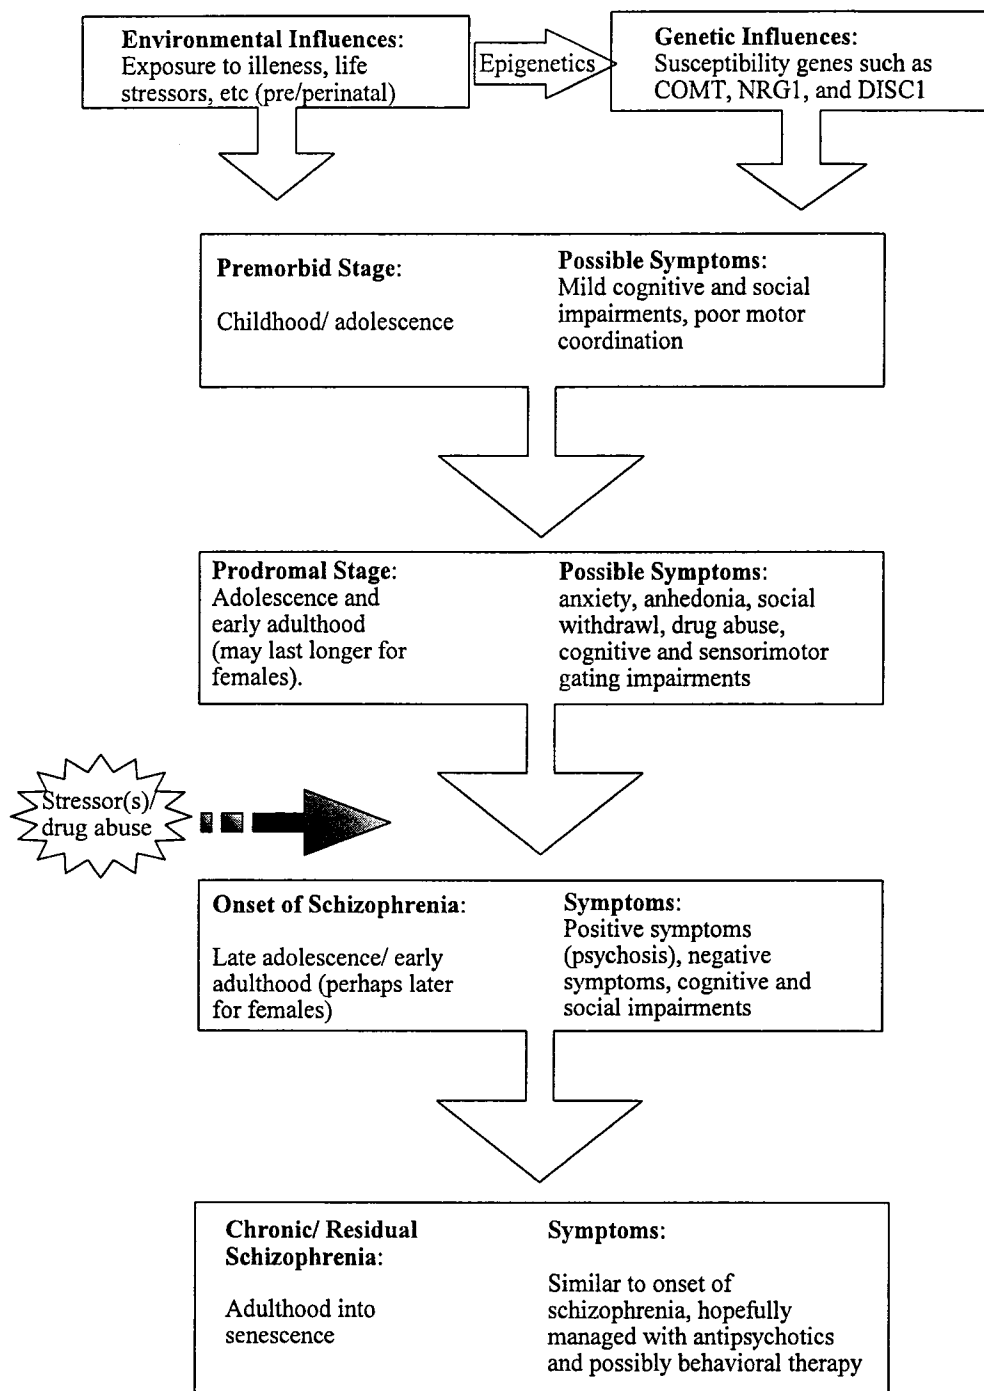 Environmental Influences:
Exposure to illeness, life
stressors, etc (pre/perinatal)
Epigenetics
Genetic Influences:
Susceptibility genes such as
COMT, NRG1, and DISC1
Premorbid Stage:
Childhood/ adolescence
Possible Symptoms:
Mild cognitive and social
impairments, poor motor
coordination
Prodromal Stage:
Adolescence and
early adulthood
(may last longer for
females).
Possible Symptoms:
anxiety, anhedonia, social
withdrawl, drug abuse,
cognitive and sensorimotor
gating impairments
Stressor(s)/
drug abuse
Onset of Schizophrenia:
Late adolescence/ early
adulthood (perhaps later
for females)
Symptoms:
Positive symptoms
(psychosis), negative
symptoms, cognitive and
social impairments
Chronic/ Residual
Schizophrenia:
Adulthood into
senescence
Symptoms:
Similar to onset of
schizophrenia, hopefully
managed with antipsychotics
and possibly behavioral therapy